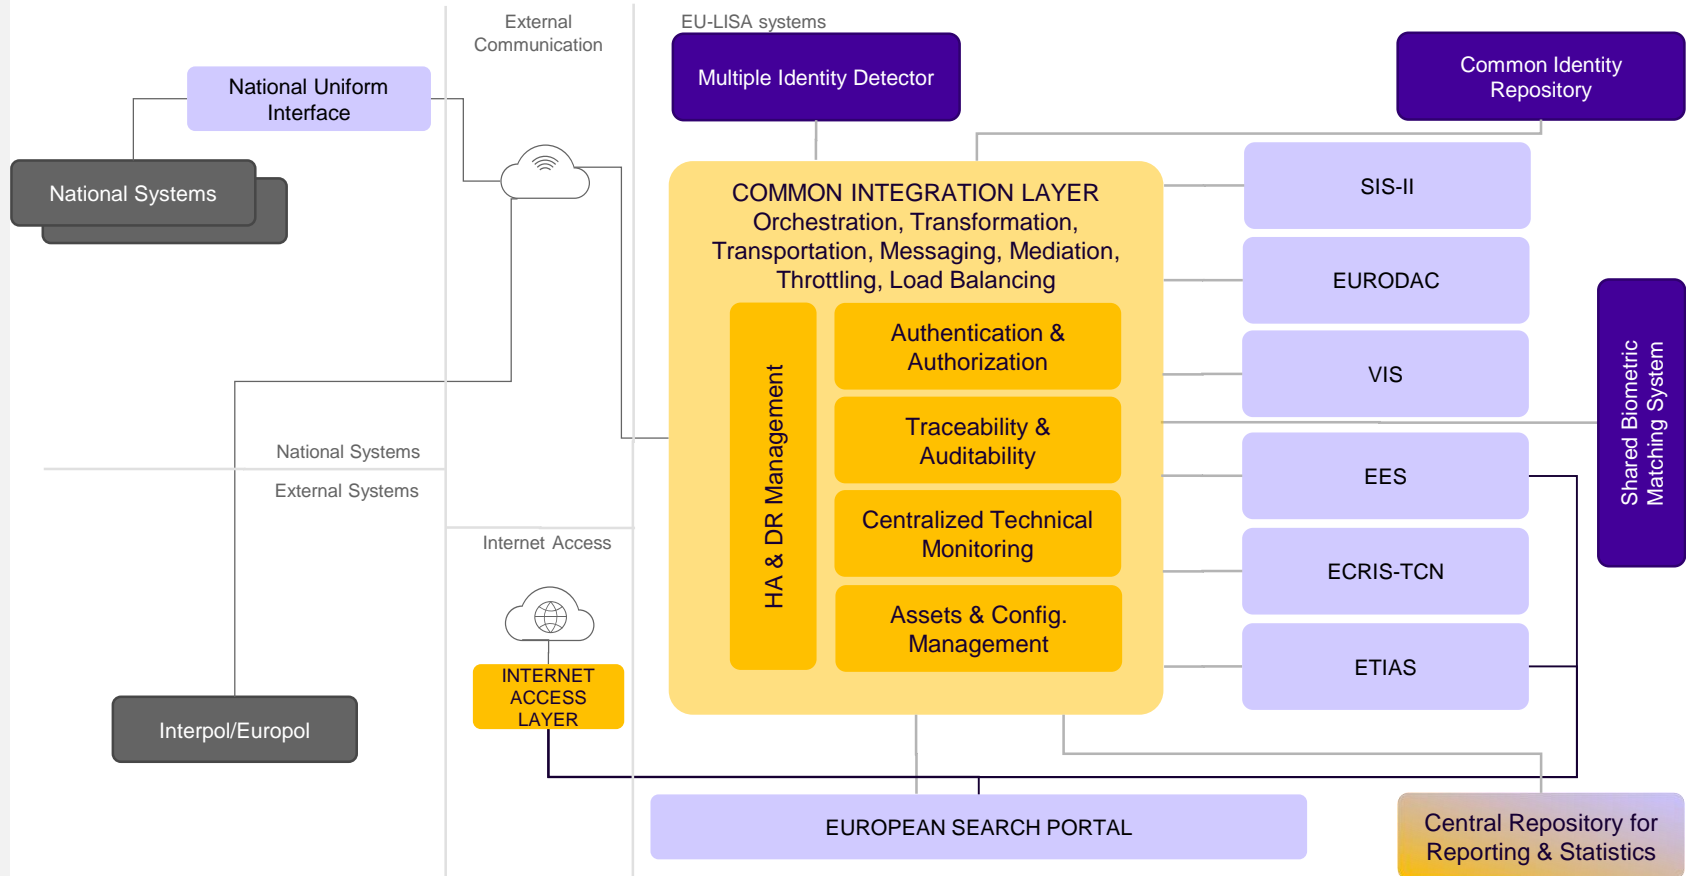 External
Communication
EU-LISA systems
National Uniform
Interface
Multiple Identity Detector
Common Identity
Repository
National Systems
COMMON INTEGRATION LAYER
Orchestration, Transformation,
Transportation, Messaging, Mediation,
Throttling, Load Balancing
SIS-II
EURODAC
VIS
EES
ECRIS-TCN
ETIAS
Shared Biometric
Matching System
HA & DR Management
Authentication &
Authorization
Traceability &
Auditability
Centralized Technical
Monitoring
Assets & Config.
Management
National Systems
External Systems
Internet Access
INTERNET
ACCESS
LAYER
Interpol/Europol
EUROPEAN SEARCH PORTAL
Central Repository for
Reporting & Statistics